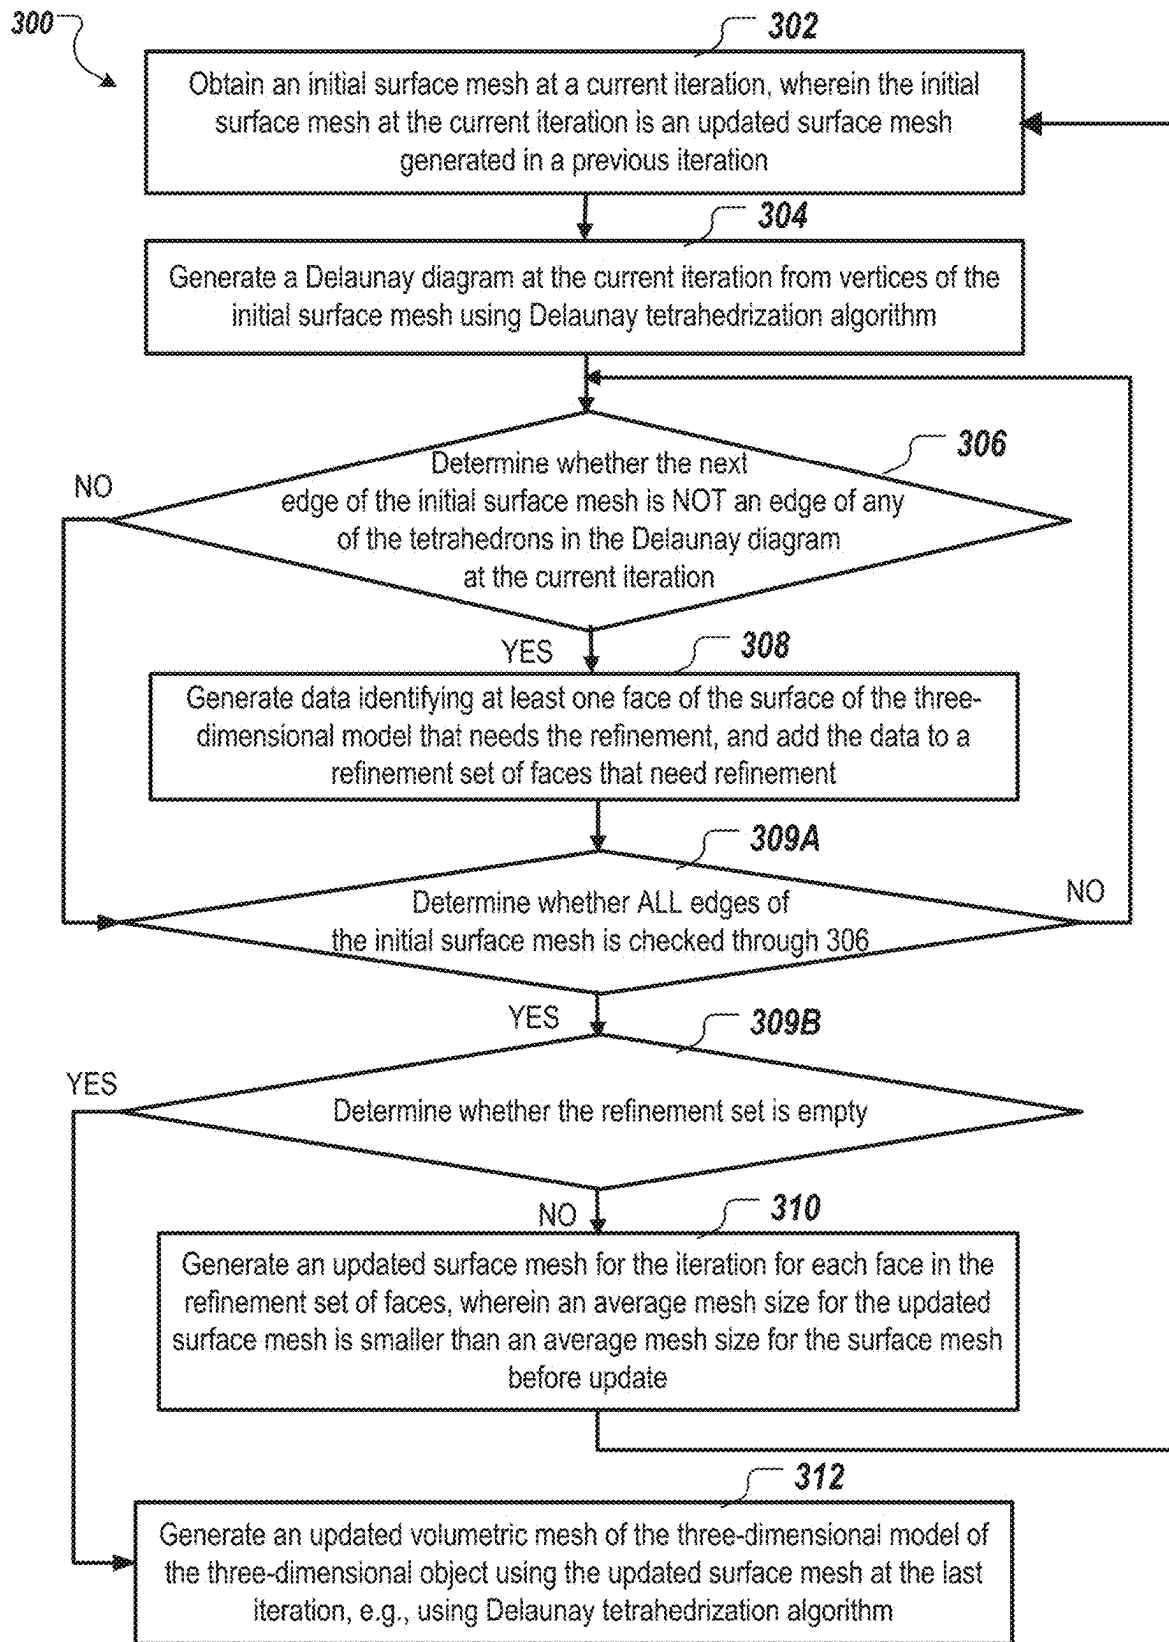 300
302
Obtain an initial surface mesh at a current iteration, wherein the initial
surface mesh at the current iteration is an updated surface mesh
generated in a previous iteration
304
Generate a Delaunay diagram at the current iteration from vertices of the
initial surface mesh using Delaunay tetrahedrization algorithm
306
NO
Determine whether the next
edge of the initial surface mesh is NOT an edge of any
of the tetrahedrons in the Delaunay diagram
at the current iteration
YES
308
Generate data identifying at least one face of the surface of the three-
dimensional model that needs the refinement, and add the data to a
refinement set of faces that need refinement
309A
NO
Determine whether ALL edges of
the initial surface mesh is checked through 306
YES
309B
YES
Determine whether the refinement set is empty
NO
310
Generate an updated surface mesh for the iteration for each face in the
refinement set of faces, wherein an average mesh size for the updated
surface mesh is smaller than an average mesh size for the surface mesh
before update
312
Generate an updated volumetric mesh of the three-dimensional model of
the three-dimensional object using the updated surface mesh at the last
iteration, e.g., using Delaunay tetrahedrization algorithm